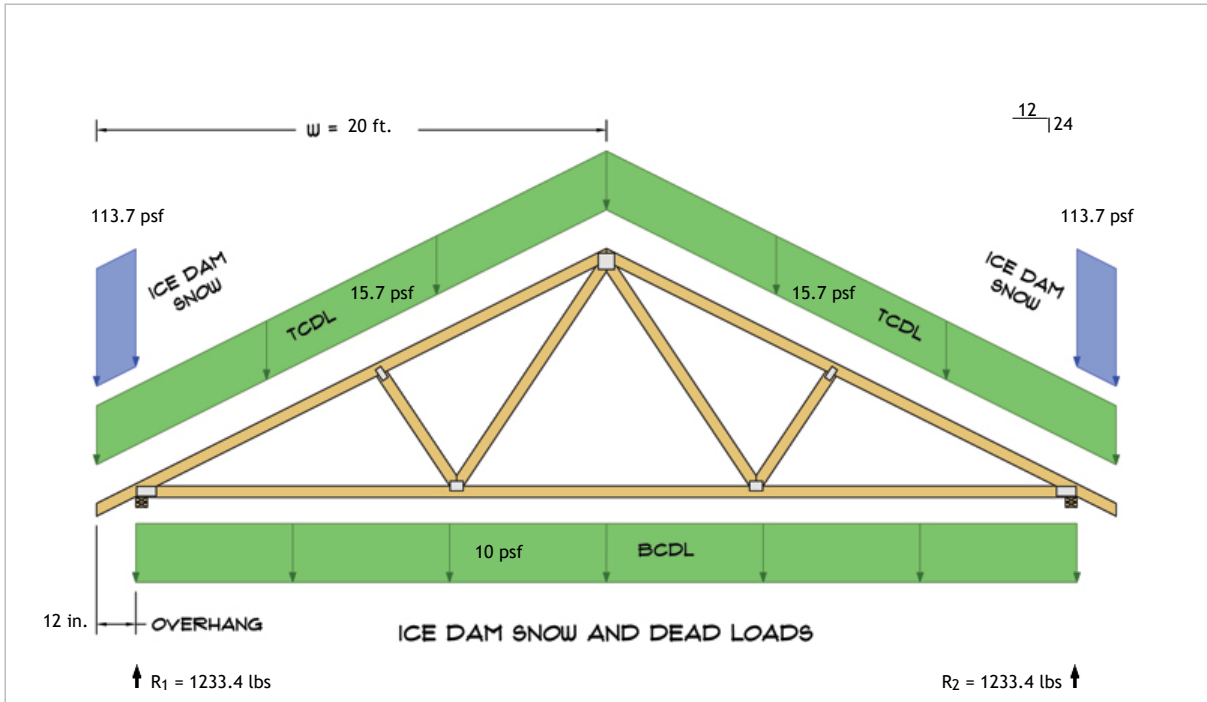 W = 20 ft.
12
24
113.7 psf
113.7 psf
ICE DAM
SNOW
ICE DAM
SNOW
15.7 psf
15.7 psf
TCDL
TCDL
10 psf
BCDL
12 in.
OVERHANG
ICE DAM SNOW AND DEAD LOADS
R1 = 1233.4 lbs
R2 = 1233.4 lbs